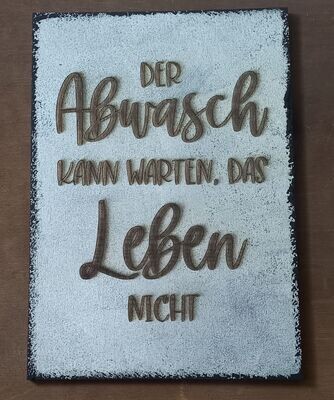 DER
Abwasch
KANN WARTEN, DAS
Leben
NICHT